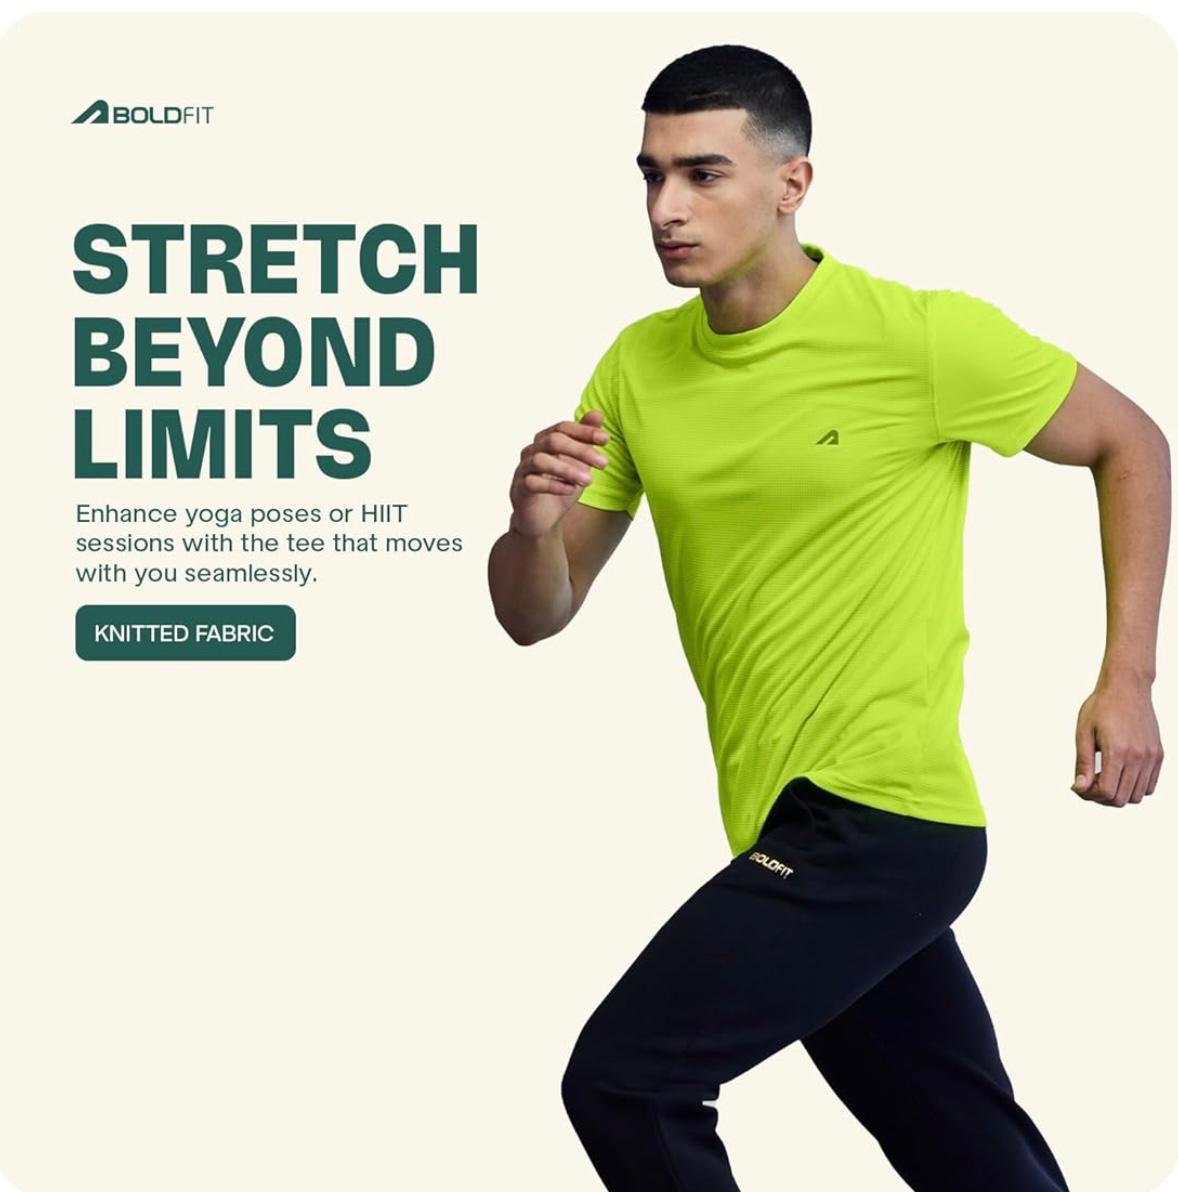 BOLDFIT
STRETCH
BEYOND
LIMITS
Enhance yoga poses or HIIT
sessions with the tee that moves
with you seamlessly.
KNITTED FABRIC
BOLDFIT